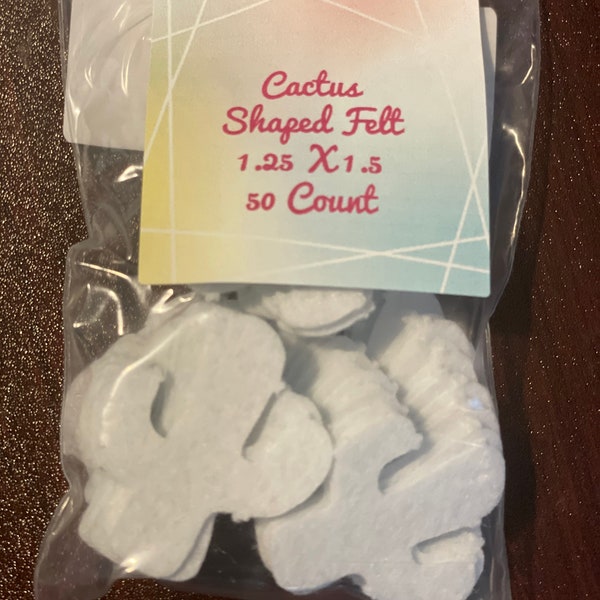 Cactus
Shaped Felt
1.25 X 1.5
50 Count